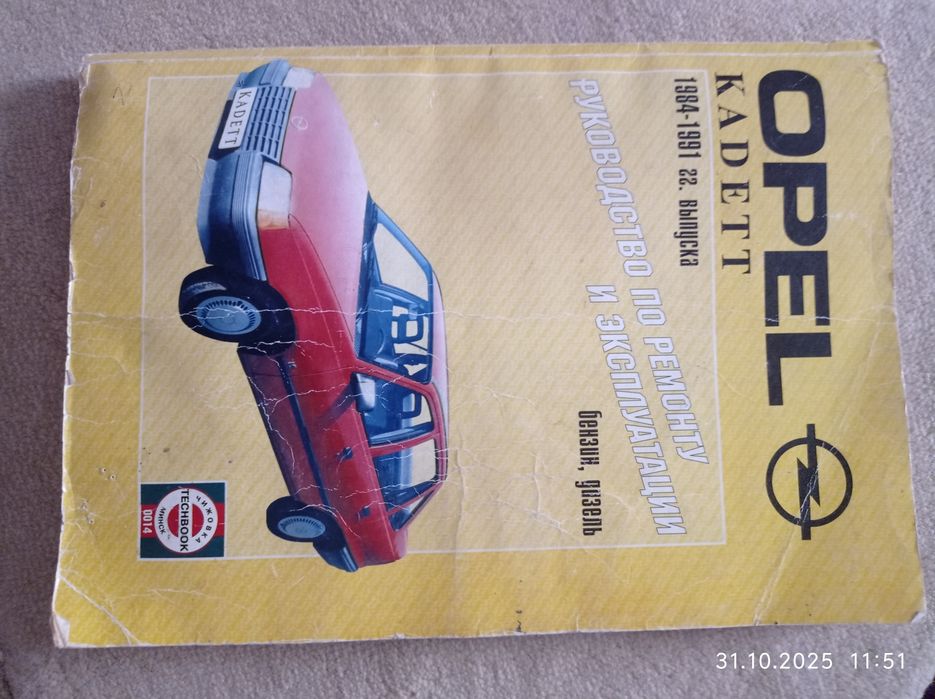 OPEL
KADETT
1984-1991 гг. выпуска
РУКОВОДСТВО ПО РЕМОНТУ
И ЭКСПЛУАТАЦИИ
бензин, дизель
KADETT
ЧИЖОВКА
TECHBOOK
МИНСК
0014
31.10.2025 11:51